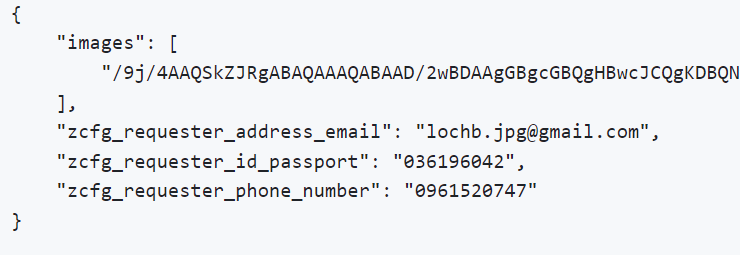 {
"images": [
"/9j/4AAQSkZJRgABAQAAAQABAAD/2wBDAAgGBgcGBQgHBwcJCQgKDBQN
],
"zcfg_requester_address_email": "lochb.jpg@gmail.com",
"zcfg_requester_id_passport": "036196042",
"zcfg_requester_phone_number": "0961520747"
}